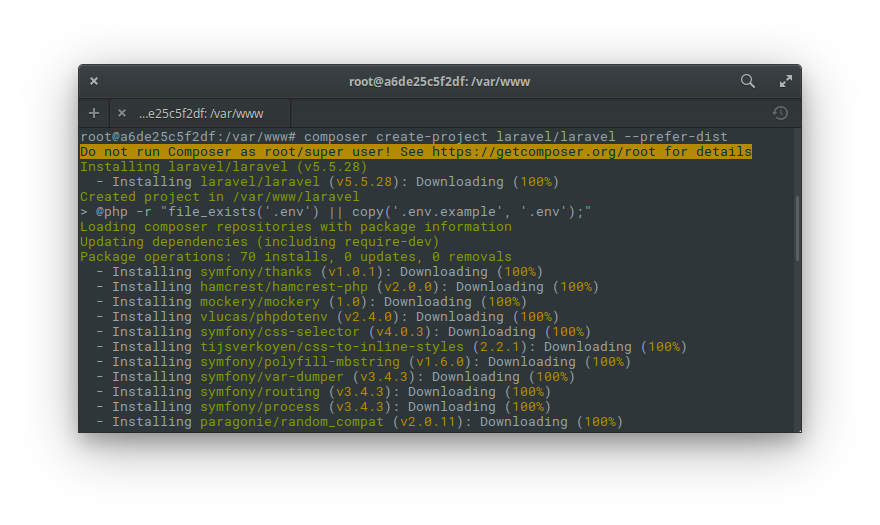 root@a6de25c5f2df: /var/www
...e25c5f2df: /var/www
root@a6de25c5f2df:/var/www# composer create-project laravel/laravel --prefer-dist
Do not run Composer as root/super user! See https://getcomposer.org/root for details
Installing laravel/laravel (v5.5.28)
  - Installing laravel/laravel (v5.5.28): Downloading (100%)
Created project in /var/www/laravel
> @php -r "file_exists('.env') || copy('.env.example', '.env');"
Loading composer repositories with package information
Updating dependencies (including require-dev)
Package operations: 70 installs, 0 updates, 0 removals
  - Installing symfony/thanks (v1.0.1): Downloading (100%)
  - Installing hamcrest/hamcrest-php (v2.0.0): Downloading (100%)
  - Installing mockery/mockery (1.0): Downloading (100%)
  - Installing vlucas/phpdotenv (v2.4.0): Downloading (100%)
  - Installing symfony/css-selector (v4.0.3): Downloading (100%)
  - Installing tijsverkoyen/css-to-inline-styles (2.2.1): Downloading (100%)
  - Installing symfony/polyfill-mbstring (v1.6.0): Downloading (100%)
  - Installing symfony/var-dumper (v3.4.3): Downloading (100%)
  - Installing symfony/routing (v3.4.3): Downloading (100%)
  - Installing symfony/process (v3.4.3): Downloading (100%)
  - Installing paragonie/random_compat (v2.0.11): Downloading (100%)